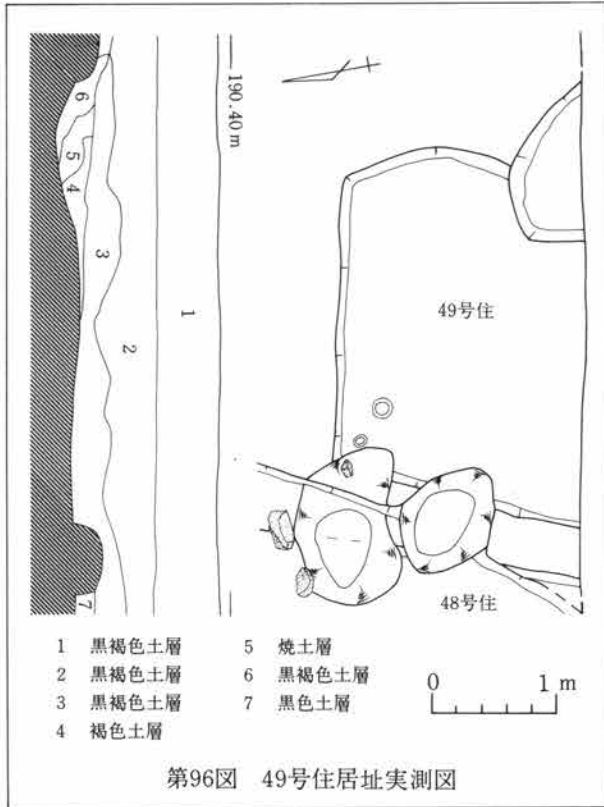 190.40m
6
5
4
3
2
1
7
49号住
48号住
1 黒褐色土層
2 黒褐色土層
3 黒褐色土層
4 褐色土層
5 焼土層
6 黒褐色土層
7 黒色土層
0 1m
第96図 49号住居址実測図